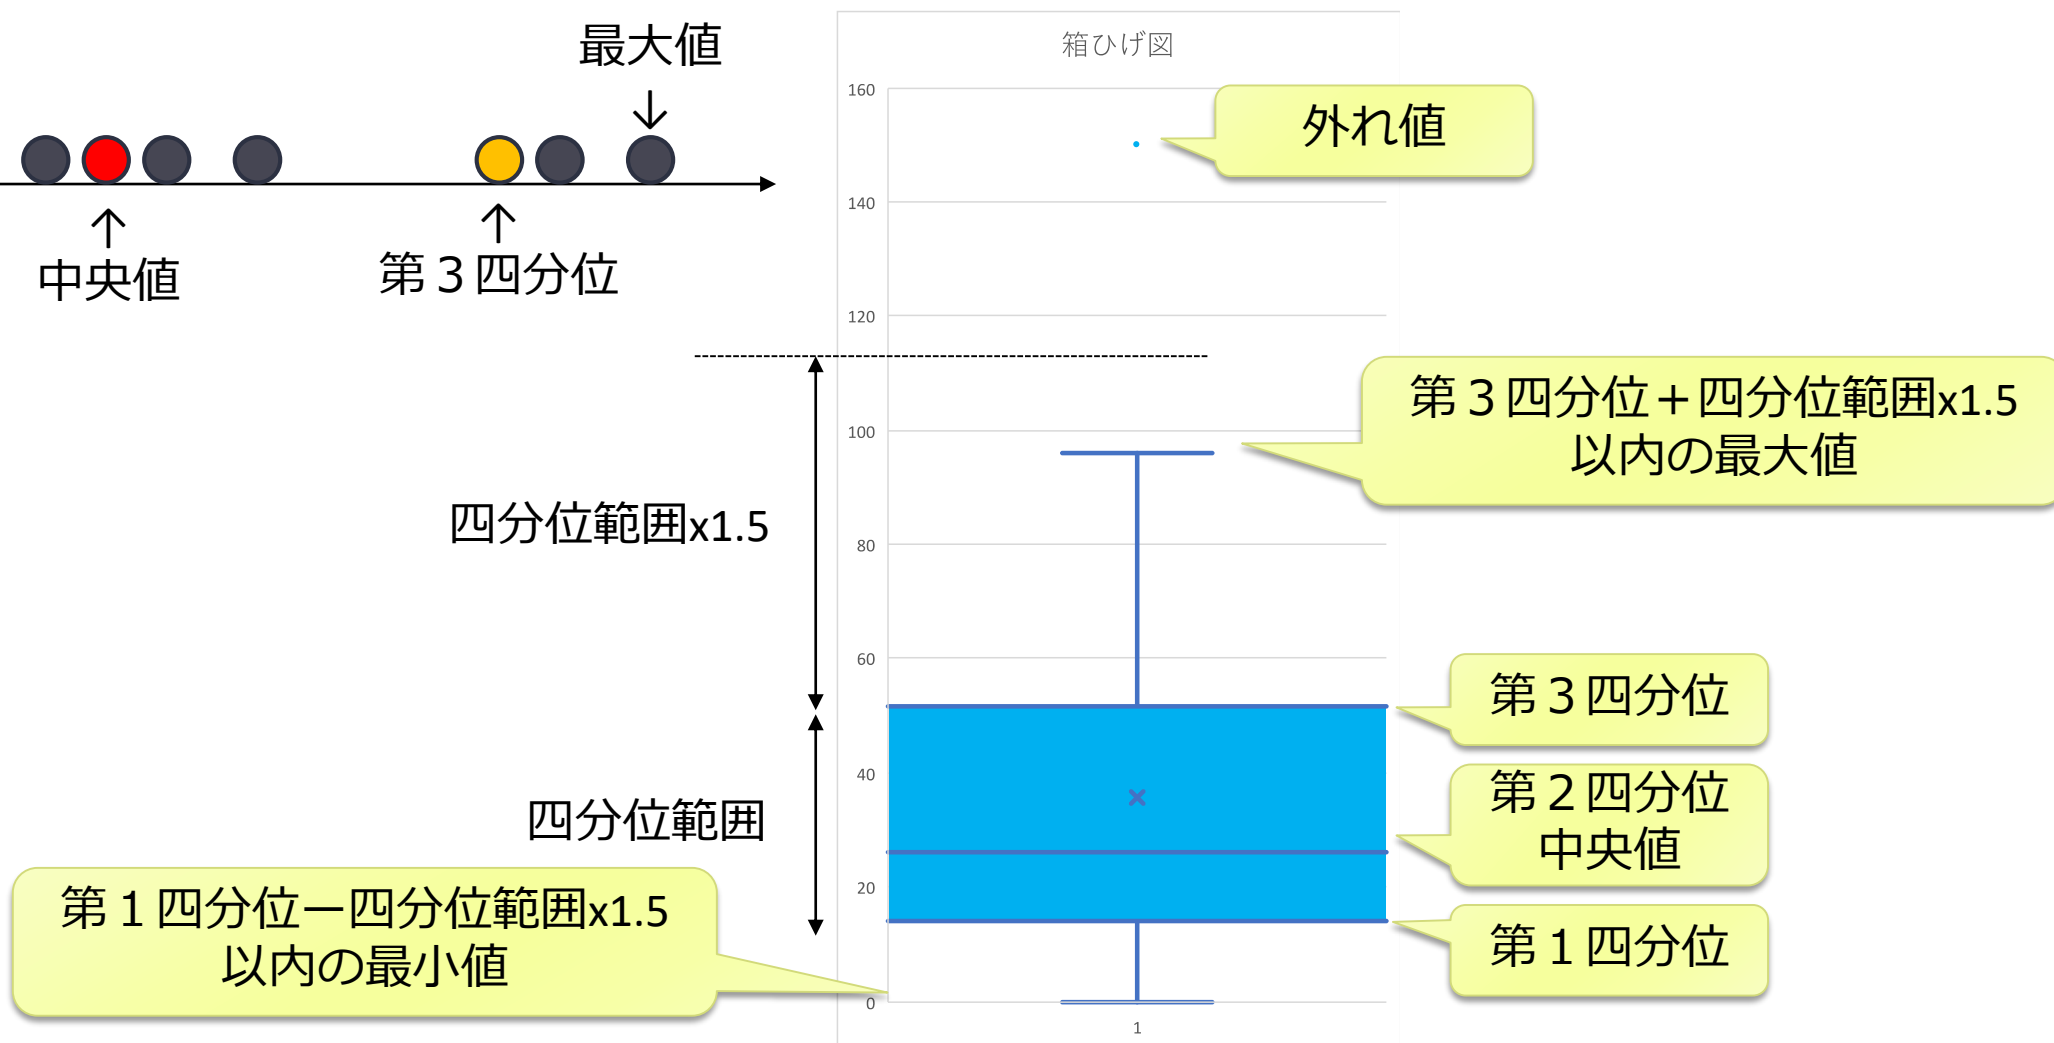 最大値
中央値
第３四分位
箱ひげ図
160
140
120
100
80
60
40
20
0
1
外れ値
第３四分位＋四分位範囲x1.5
以内の最大値
四分位範囲x1.5
四分位範囲
第３四分位
第２四分位
中央値
第１四分位
第１四分位ー四分位範囲x1.5
以内の最小値